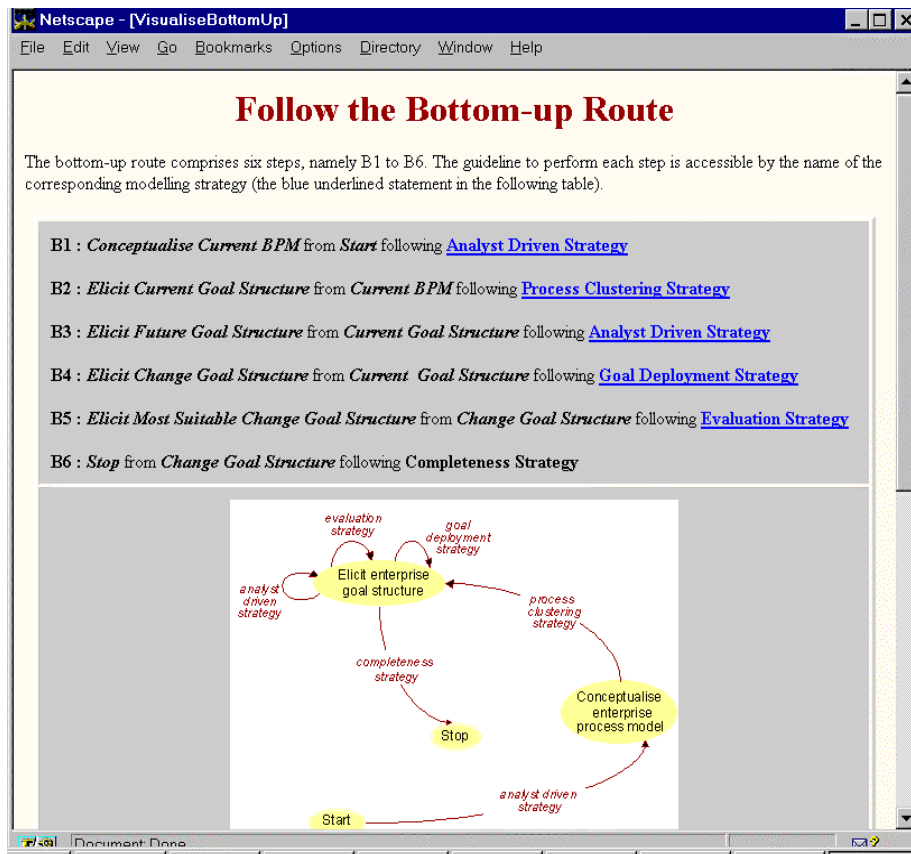 Netscape - [VisualiseBottomUp]
File Edit View Go Bookmarks Options Directory Window Help
Follow the Bottom-up Route
The bottom-up route comprises six steps, namely B1 to B6. The guideline to perform each step is accessible by the name of the
corresponding modelling strategy (the blue underlined statement in the following table).
B1 : Conceptualise Current BPM from Start following Analyst Driven Strategy
B2 : Elicit Current Goal Structure from Current BPM following Process Clustering Strategy
B3 : Elicit Future Goal Structure from Current Goal Structure following Analyst Driven Strategy
B4 : Elicit Change Goal Structure from Current Goal Structure following Goal Deployment Strategy
B5 : Elicit Most Suitable Change Goal Structure from Change Goal Structure following Evaluation Strategy
B6 : Stop from Change Goal Structure following Completeness Strategy
evaluation
strategy
goal
deployment
strategy
Elicit enterprise
goal structure
analyst
driven
strategy
process
clustering
strategy
completeness
strategy
Conceptualise
enterprise
process model
Stop
analyst driven
strategy
Start
Document: Done